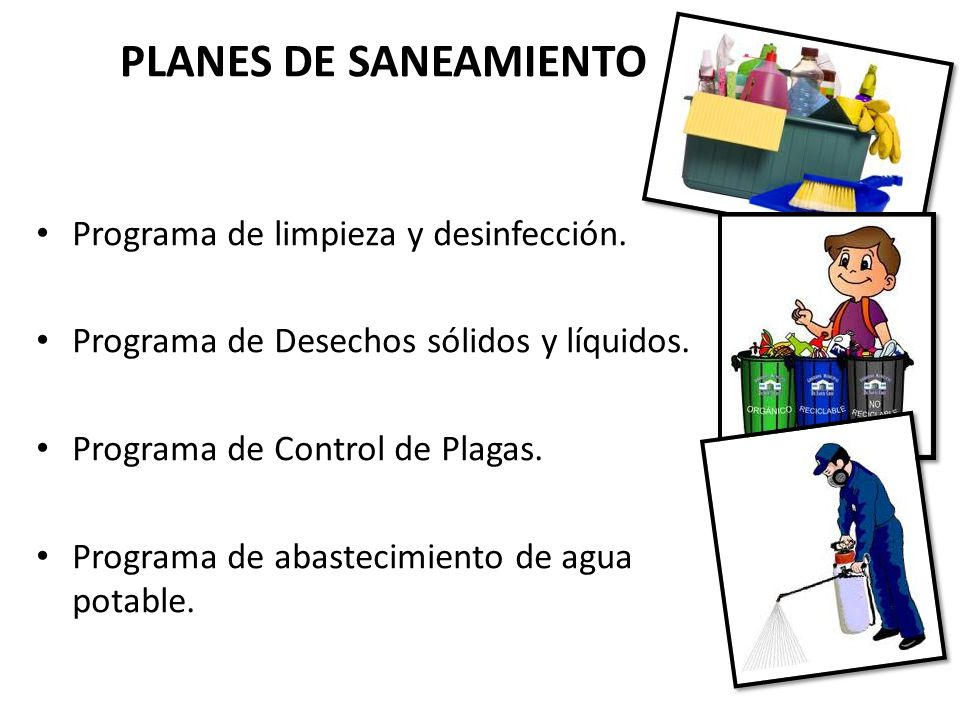 PLANES DE SANEAMIENTO
• Programa de limpieza y desinfección.
• Programa de Desechos sólidos y líquidos.
• Programa de Control de Plagas.
• Programa de abastecimiento de agua
potable.
ORGÁNICO
RECICLABLE
NO
RECICLABLE